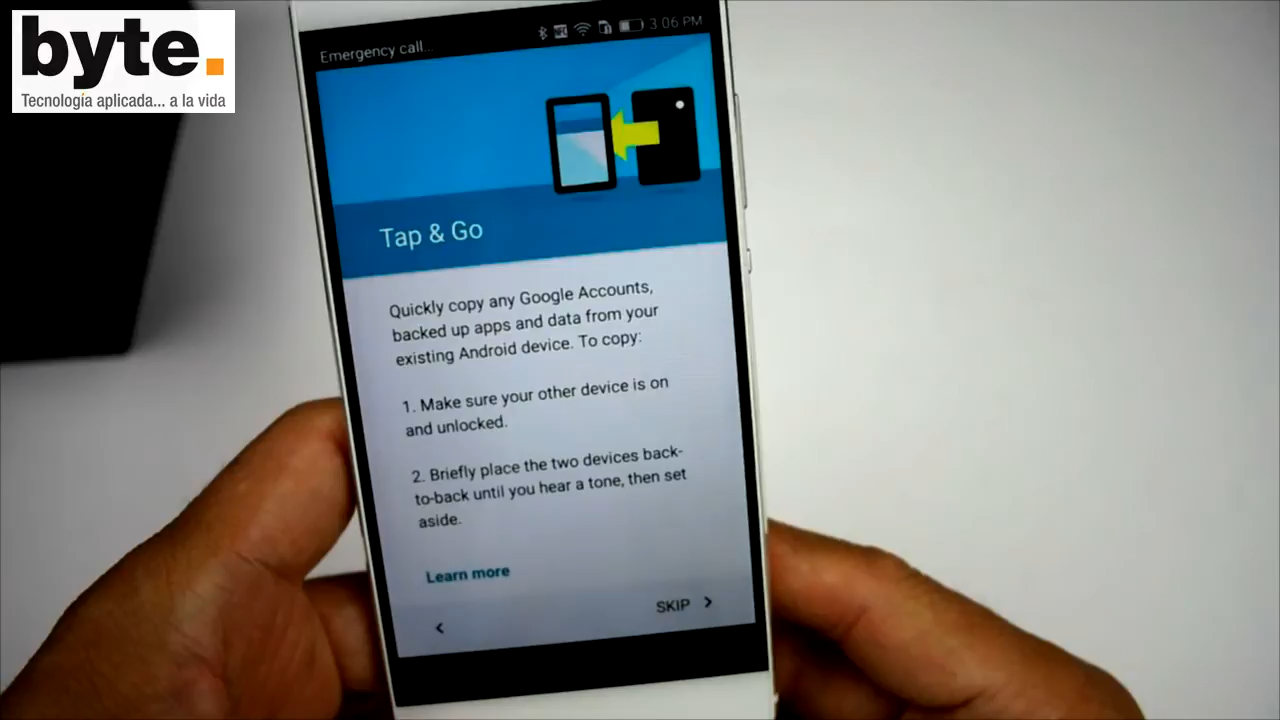 byte.
Tecnología aplicada... a la vida
Emergency call...
3:06 PM
Tap & Go
Quickly copy any Google Accounts,
backed up apps and data from your
existing Android device. To copy:
1. Make sure your other device is on
and unlocked.
2. Briefly place the two devices back-
to-back until you hear a tone, then set
aside.
Learn more
SKIP